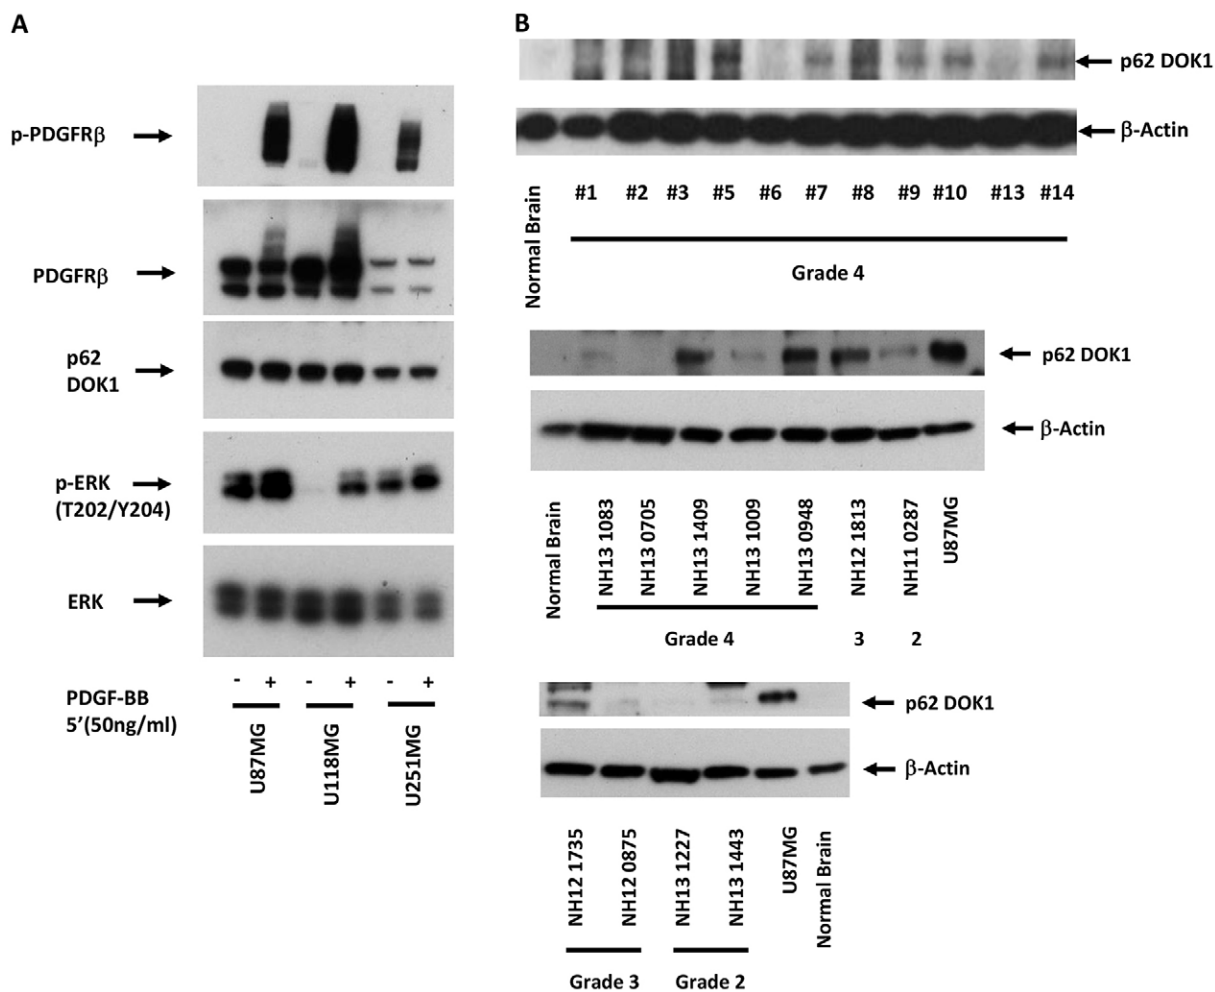 A
p-PDGFRβ
PDGFRβ
p62
DOK1
p-ERK
(T202/Y204)
ERK
PDGF-BB
5'(50ng/ml)
- + - + - +
U87MG
U118MG
U251MG
B
p62 DOK1
β-Actin
Normal Brain
#1 #2 #3 #5 #6 #7 #8 #9 #10 #13 #14
Grade 4
p62 DOK1
β-Actin
Normal Brain
NH13 1083
NH13 0705
NH13 1409
NH13 1009
NH13 0948
NH12 1813
NH11 0287
U87MG
Grade 4
3
2
p62 DOK1
β-Actin
NH12 1735
NH12 0875
NH13 1227
NH13 1443
U87MG
Normal Brain
Grade 3
Grade 2